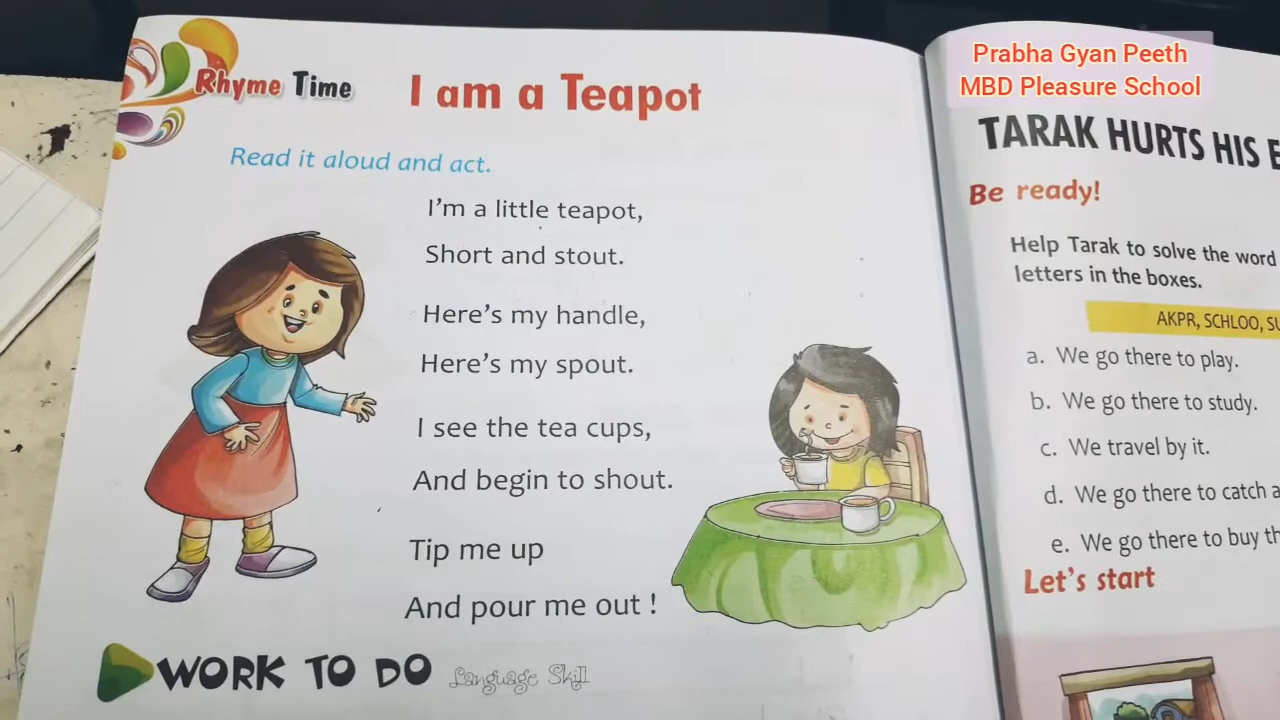 Rhyme Time
I am a Teapot
Read it aloud and act.
I'm a little teapot,
Short and stout.
Here's my handle,
Here's my spout.
I see the tea cups,
And begin to shout.
Tip me up
And pour me out !
WORK TO DO Language Skill
Prabha Gyan Peeth
MBD Pleasure School
TARAK HURTS HIS
Be ready!
Help Tarak to solve the word
letters in the boxes.
AKPR, SCHLOO,
a. We go there to play.
b. We go there to study.
c. We travel by it.
d. We go there to catch
e. We go there to buy
Let's start